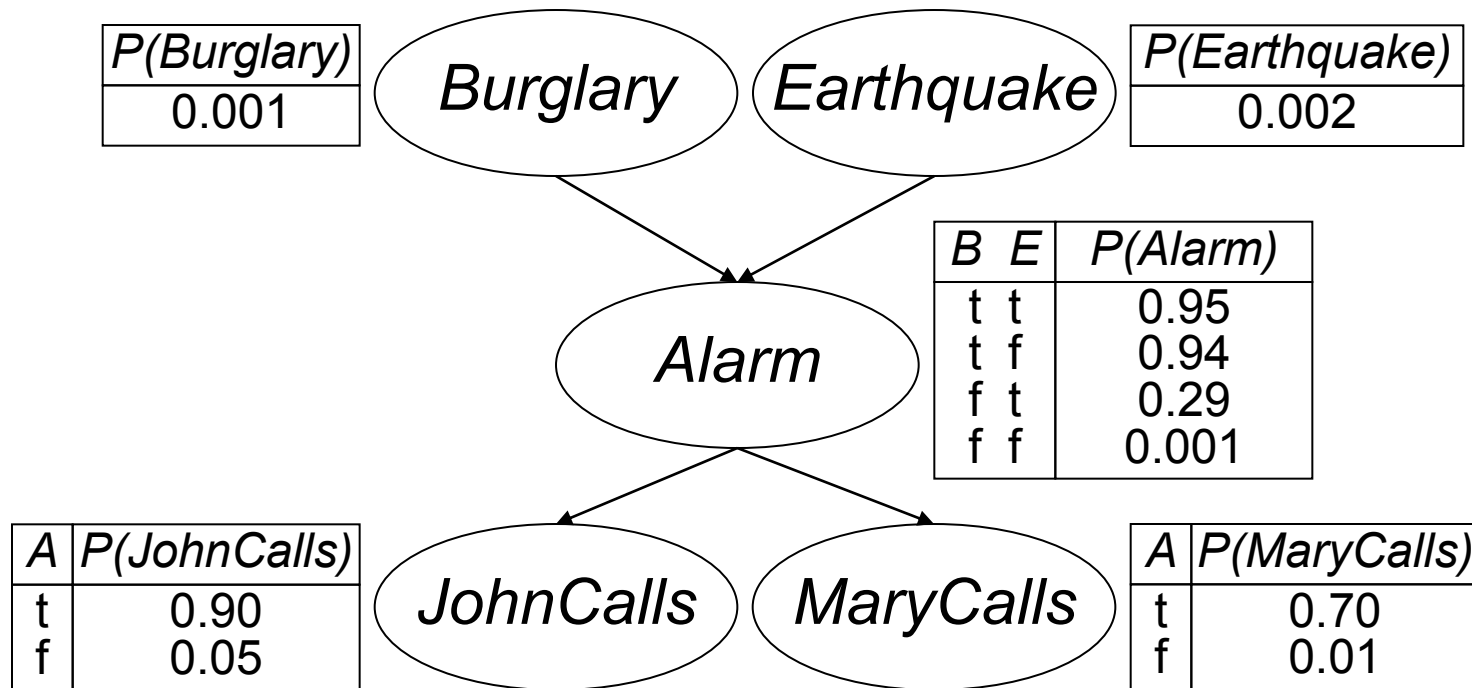 P(Burglary)
0.001
Burglary
Earthquake
P(Earthquake)
0.002
Alarm
B E P(Alarm)
t t 0.95
t f 0.94
f t 0.29
f f 0.001
A P(JohnCalls)
t 0.90
f 0.05
JohnCalls
MaryCalls
A P(MaryCalls)
t 0.70
f 0.01